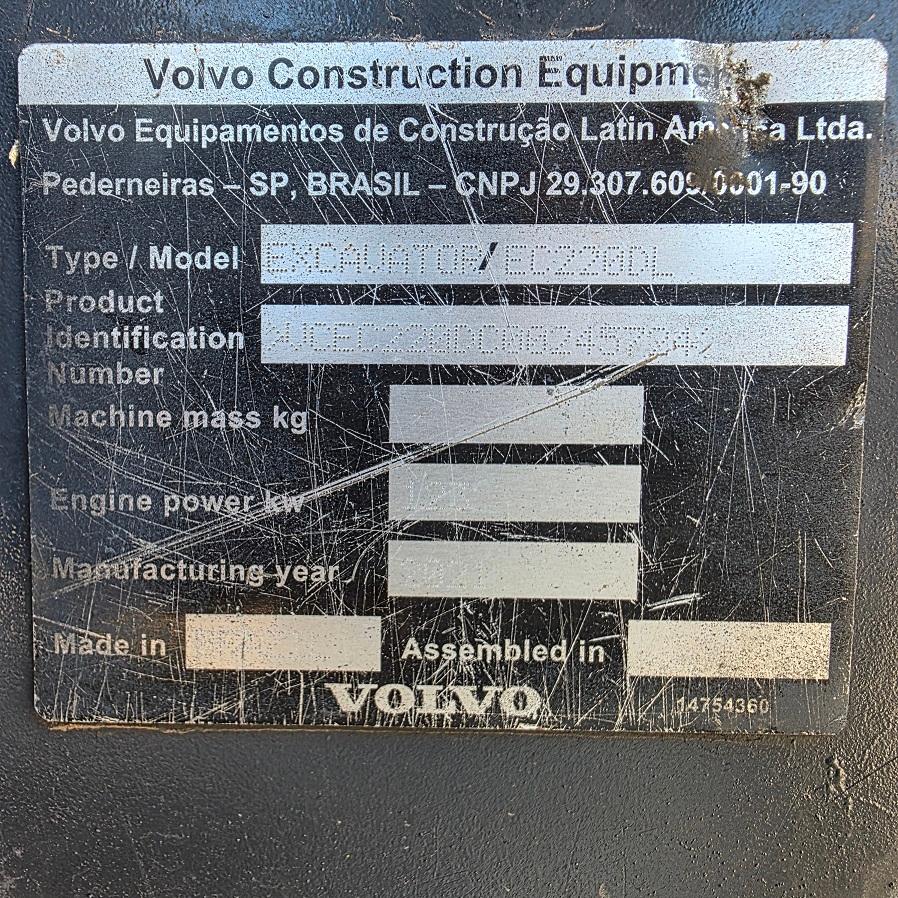 Volvo Construction Equipment
Volvo Equipamentos de Construção Latin America Ltda.
Pederneiras – SP, BRASIL – CNPJ 29.307.609/0001-90
Type / Model EXCAVATOR/EC220DL
Product
Identification
Number
Machine mass kg
Engine power kw
Manufacturing year
Made in
Assembled in
VOLVO
14754360